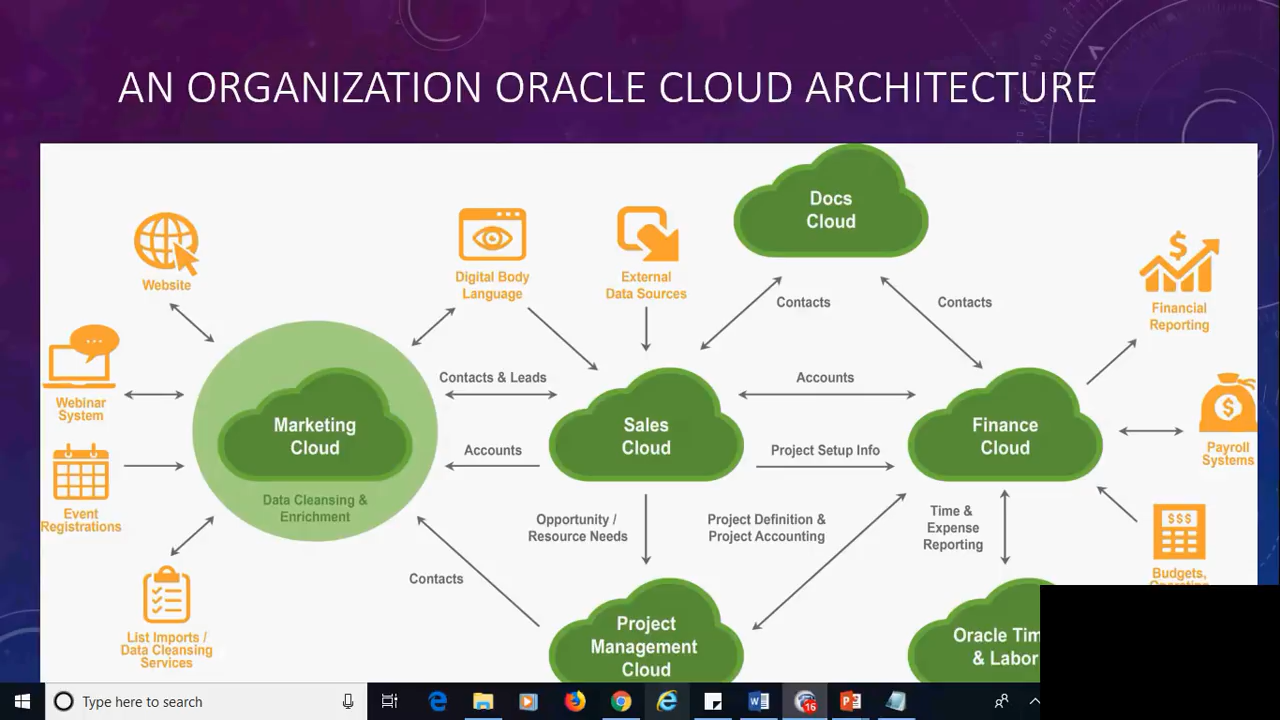 AN ORGANIZATION ORACLE CLOUD ARCHITECTURE
Docs
Cloud
Website
Digital Body
Language
External
Data Sources
Contacts
Contacts
Financial
Reporting
Webinar
System
Contacts & Leads
Accounts
Marketing
Cloud
Sales
Cloud
Finance
Cloud
Payroll
Systems
Accounts
Project Setup Info
Data Cleansing &
Enrichment
Event
Registrations
Opportunity /
Resource Needs
Project Definition &
Project Accounting
Time &
Expense
Reporting
$$$
Budgets,
Contacts
List Imports /
Data Cleansing
Services
Project
Management
Cloud
Oracle Tim
& Labor
Type here to search
16